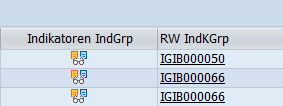 Indikatoren IndGrp RW IndKGrp
IGIB000050
IGIB000066
IGIB000066